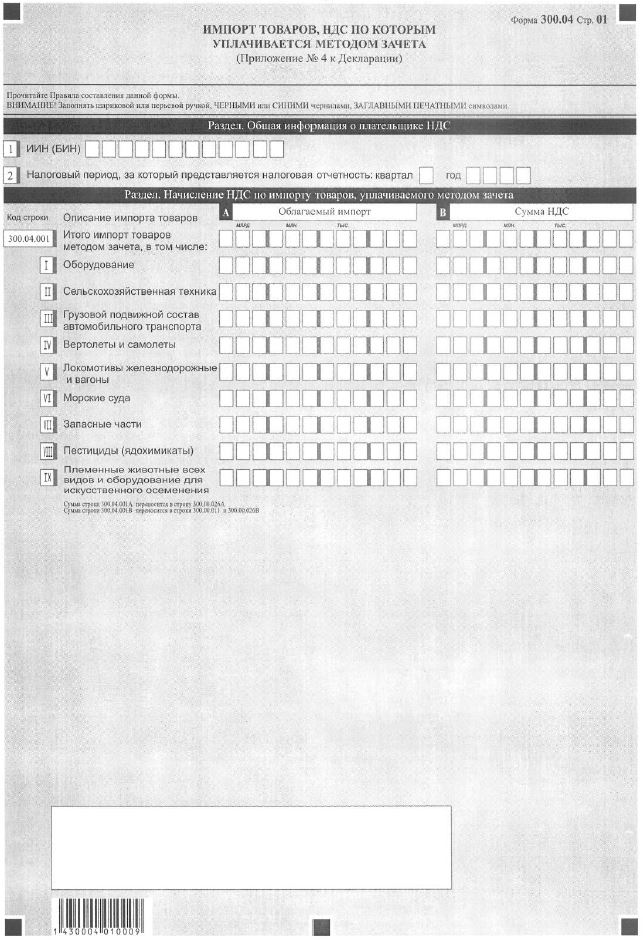 Форма 300.04 Стр. 01
ИМПОРТ ТОВАРОВ, НДС ПО КОТОРЫМ
УПЛАЧИВАЕТСЯ МЕТОДОМ ЗАЧЕТА
(Приложение № 4 к Декларации)
Прочитайте Правила составления данной формы.
ВНИМАНИЕ! Заполнять шариковой или перьевой ручкой, ЧЕРНЫМИ или СИНИМИ чернилами, ЗАГЛАВНЫМИ ПЕЧАТНЫМИ символами.
Раздел. Общая информация о плательщике НДС
1 ИИН (БИН)
2 Налоговый период, за который представляется налоговая отчетность: квартал год
Раздел. Начисление НДС по импорту товаров, уплачиваемого методом зачета
Код строки Описание импорта товаров A Облагаемый импорт B Сумма НДС
млрд. млн. тыс. млрд. млн. тыс.
300.04.001 Итого импорт товаров
методом зачета, в том числе:
I Оборудование
II Сельскохозяйственная техника
III Грузовой подвижной состав
автомобильного транспорта
IV Вертолеты и самолеты
V Локомотивы железнодорожные
и вагоны
VI Морские суда
VII Запасные части
VIII Пестициды (ядохимикаты)
IX Племенные животные всех
видов и оборудование для
искусственного осеменения
Сумма строки 300.04.001A переносится в строку 300.00.026A
Сумма строки 300.04.001B переносится в строки 300.00.011 и 300.00.026B
1430004010009